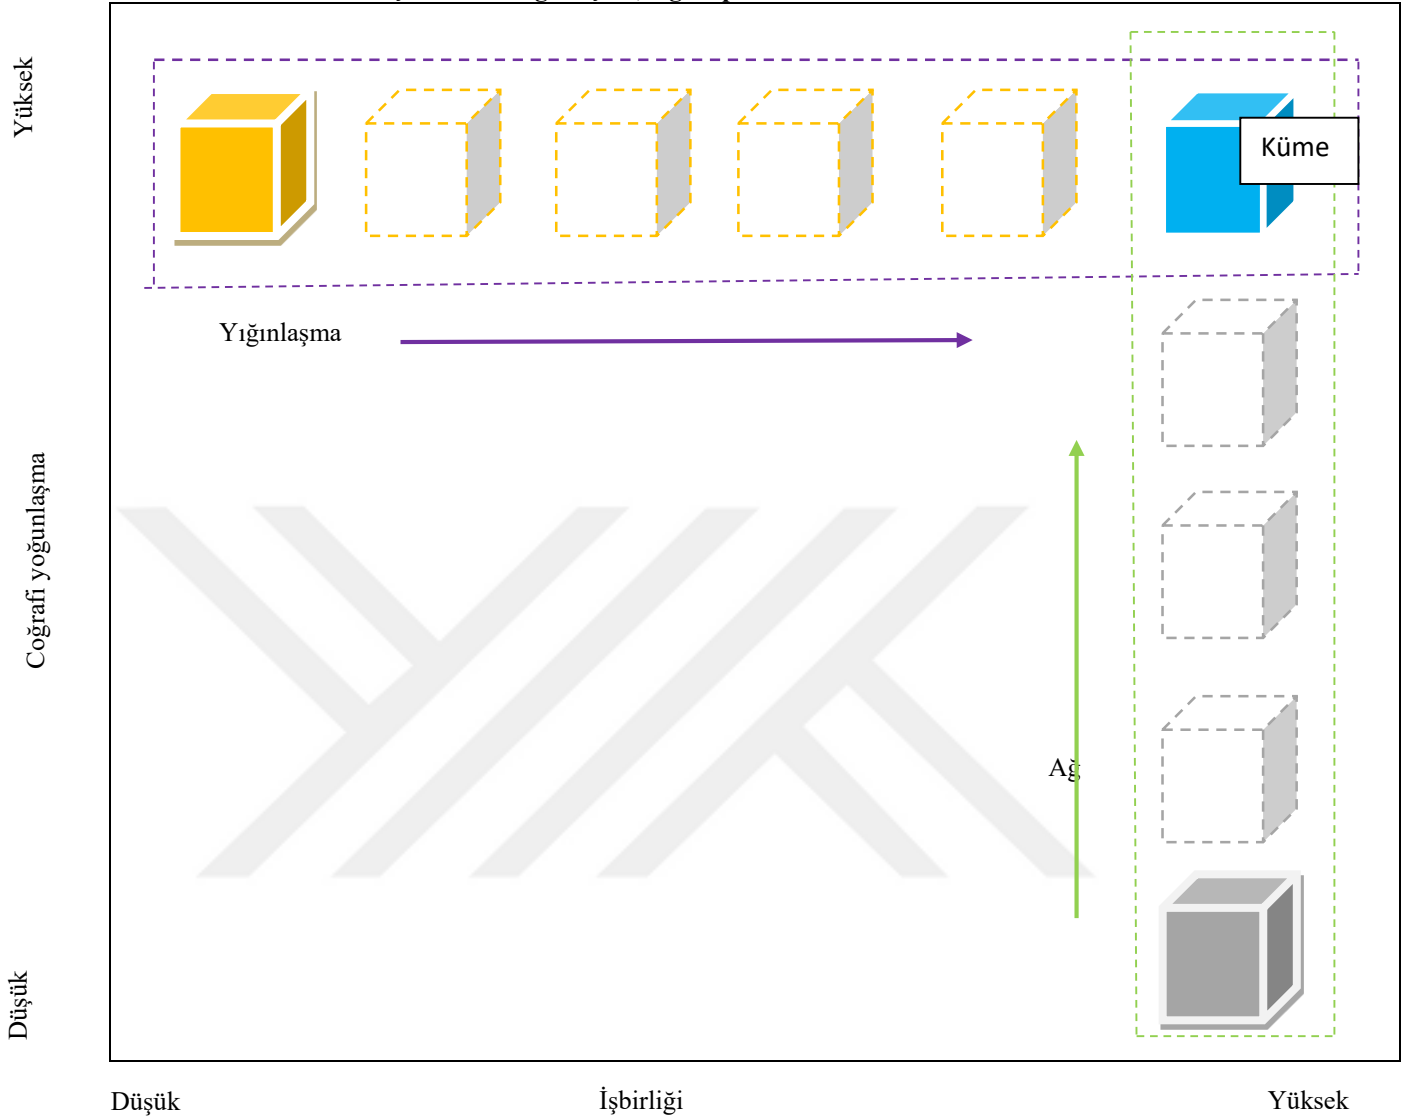 Yüksek
Küme
Yığınlaşma
Coğrafi yoğunlaşma
Ağ
Düşük
Düşük
İşbirliği
Yüksek